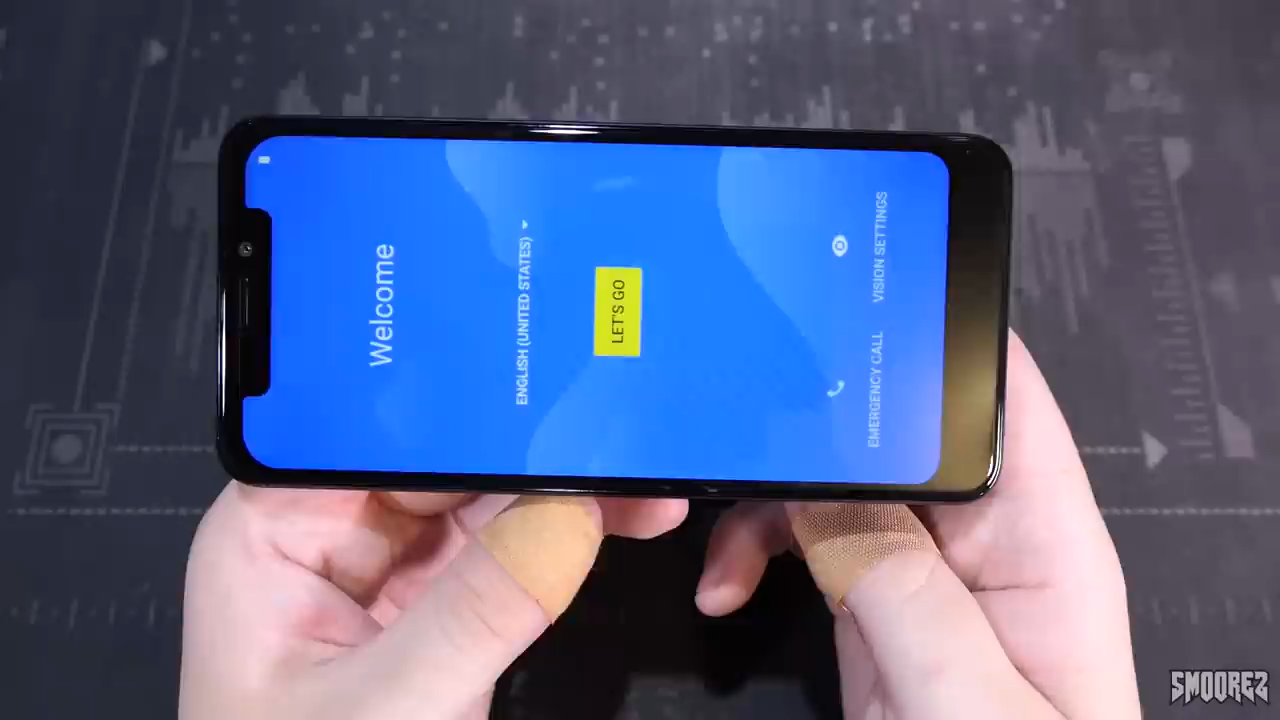 Welcome
ENGLISH (UNITED STATES)
LET'S GO
EMERGENCY CALL
VISION SETTINGS
SMOOREZ